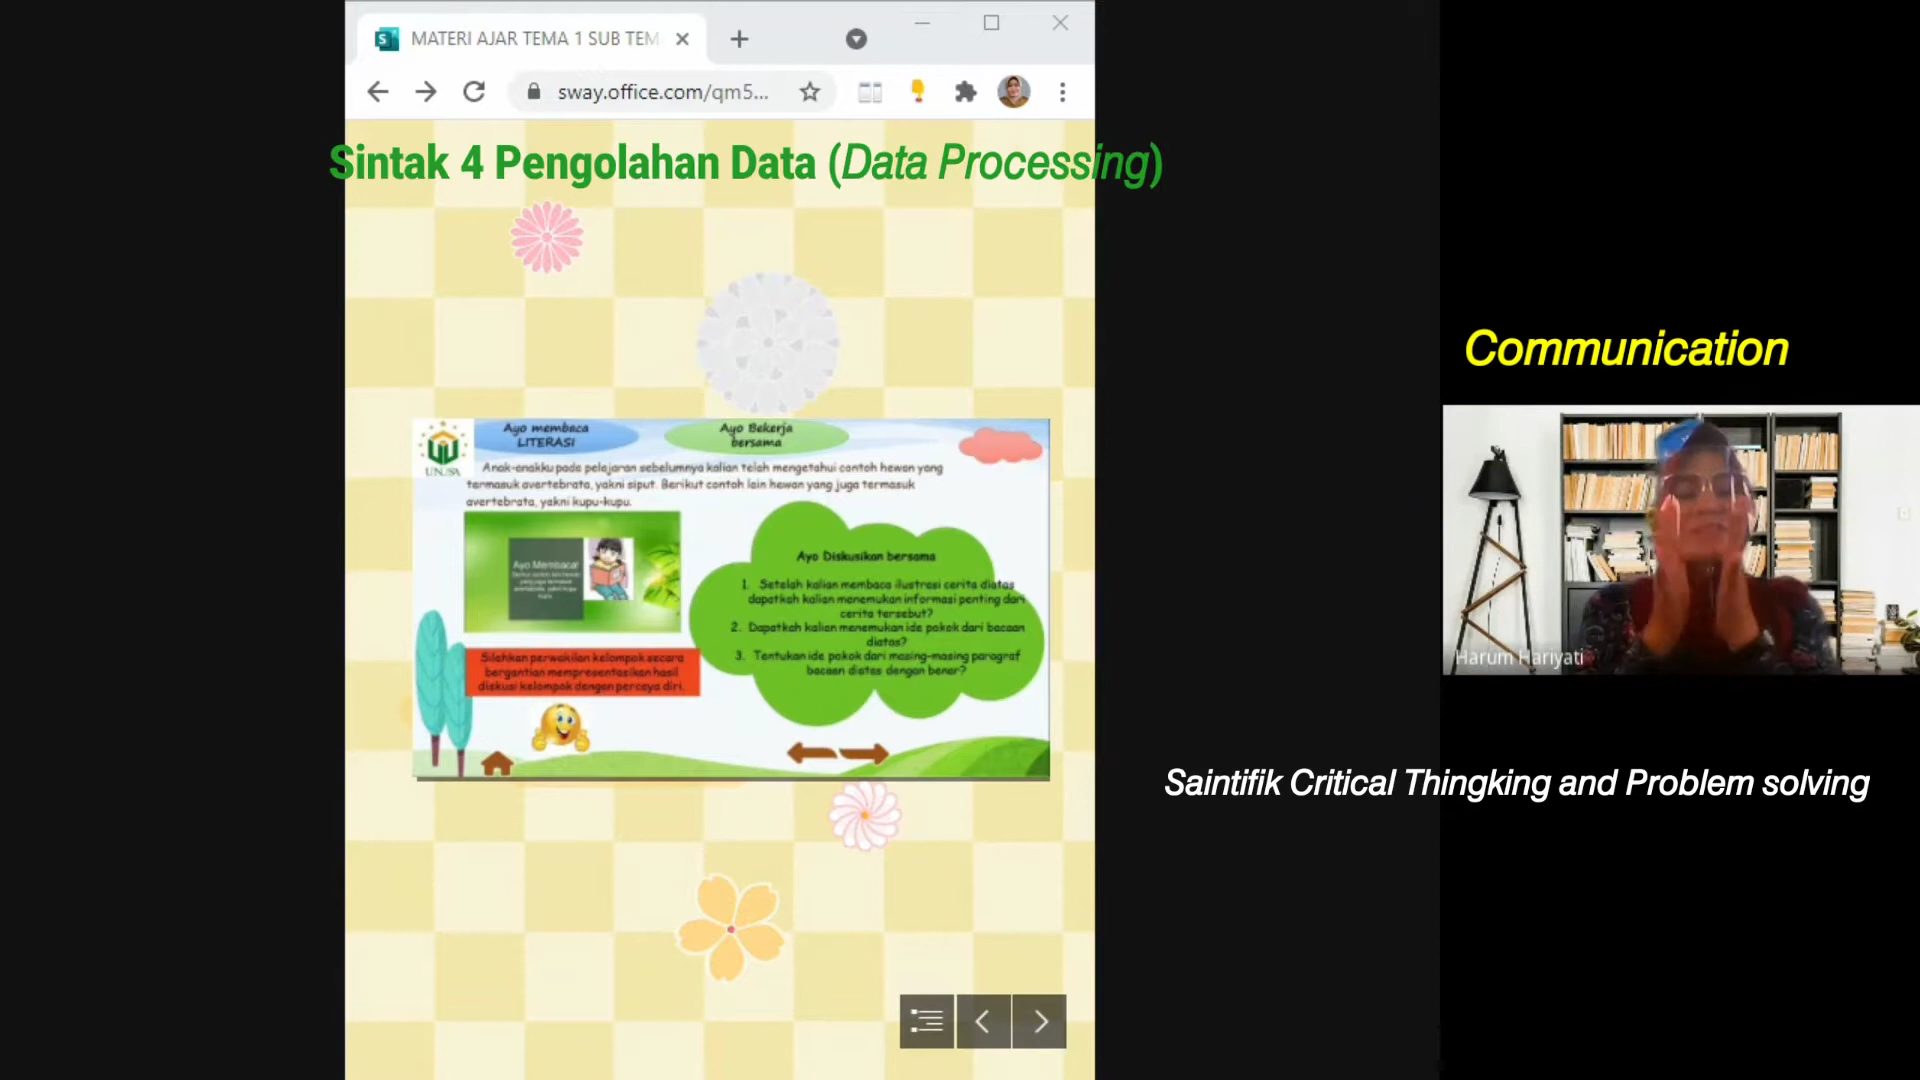 MATERI AJAR TEMA 1 SUB TEM
sway.office.com/qm5...
Sintak 4 Pengolahan Data (Data Processing)
Ayo membaca
LITERASI
Ayo Bekerja
bersama
UNUSA
Anak-anakku pada pelajaran sebelumnya kalian telah mengetahui contoh hewan yang
termasuk avertebrata, yakni siput. Berikut contoh lain hewan yang juga termasuk
avertebrata, yakni kupu-kupu.
Ayo Membaca!
Ayo Diskusikan bersama
1. Setelah kalian membaca ilustrasi cerita diatas
dapatkah kalian menemukan informasi penting dari
cerita tersebut?
2. Dapatkah kalian menemukan ide pokok dari bacaan
diatas?
3. Tentukan ide pokok dari masing-masing paragraf
bacaan diatas dengan benar?
Silahkan perwakilan kelompok secara
bergantian mempresentasikan hasil
diskusi kelompok dengan percaya diri.
Communication
Harum Hariyati
Saintifik Critical Thingking and Problem solving